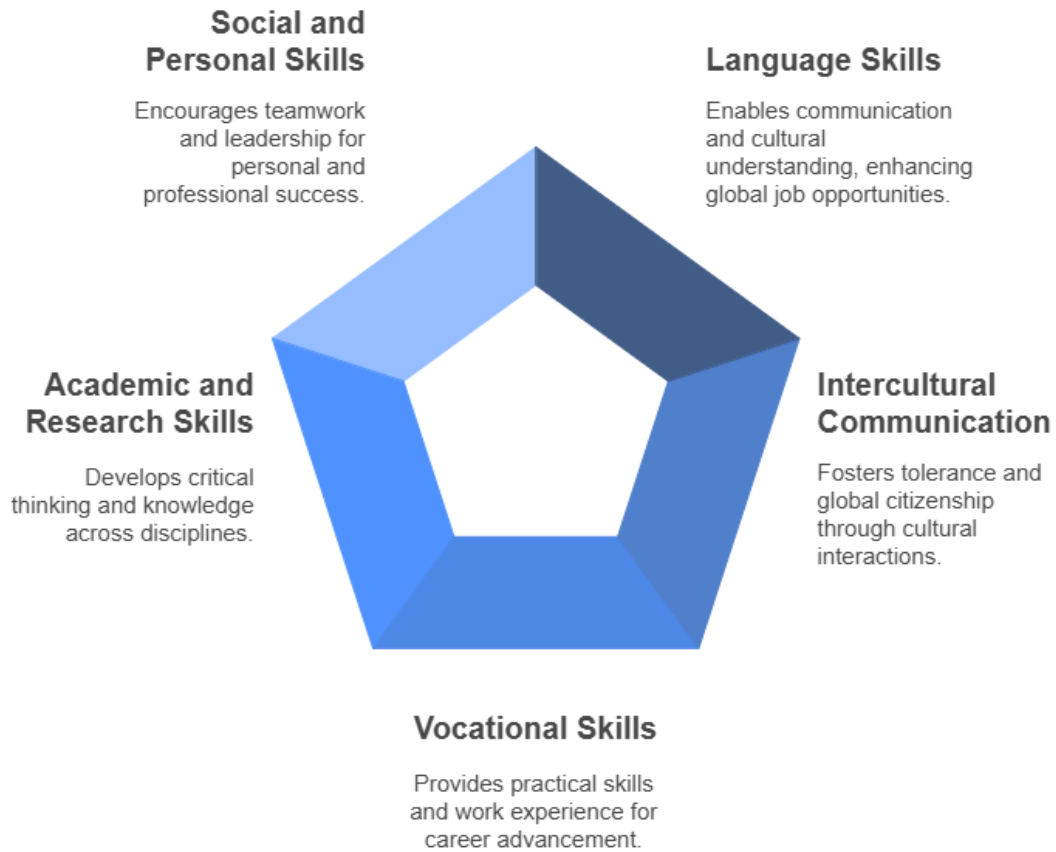 Social and
Personal Skills
Encourages teamwork
and leadership for
personal and
professional success.
Language Skills
Enables communication
and cultural
understanding, enhancing
global job opportunities.
Academic and
Research Skills
Develops critical
thinking and knowledge
across disciplines.
Intercultural
Communication
Fosters tolerance and
global citizenship
through cultural
interactions.
Vocational Skills
Provides practical skills
and work experience for
career advancement.